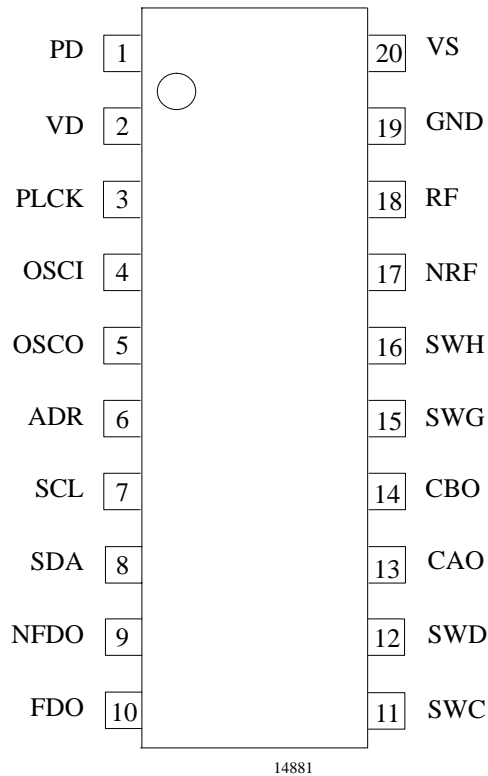 PD 1 20 VS
VD 2 19 GND
PLCK 3 18 RF
OSCI 4 17 NRF
OSCO 5 16 SWH
ADR 6 15 SWG
SCL 7 14 CBO
SDA 8 13 CAO
NFDO 9 12 SWD
FDO 10 11 SWC
14881